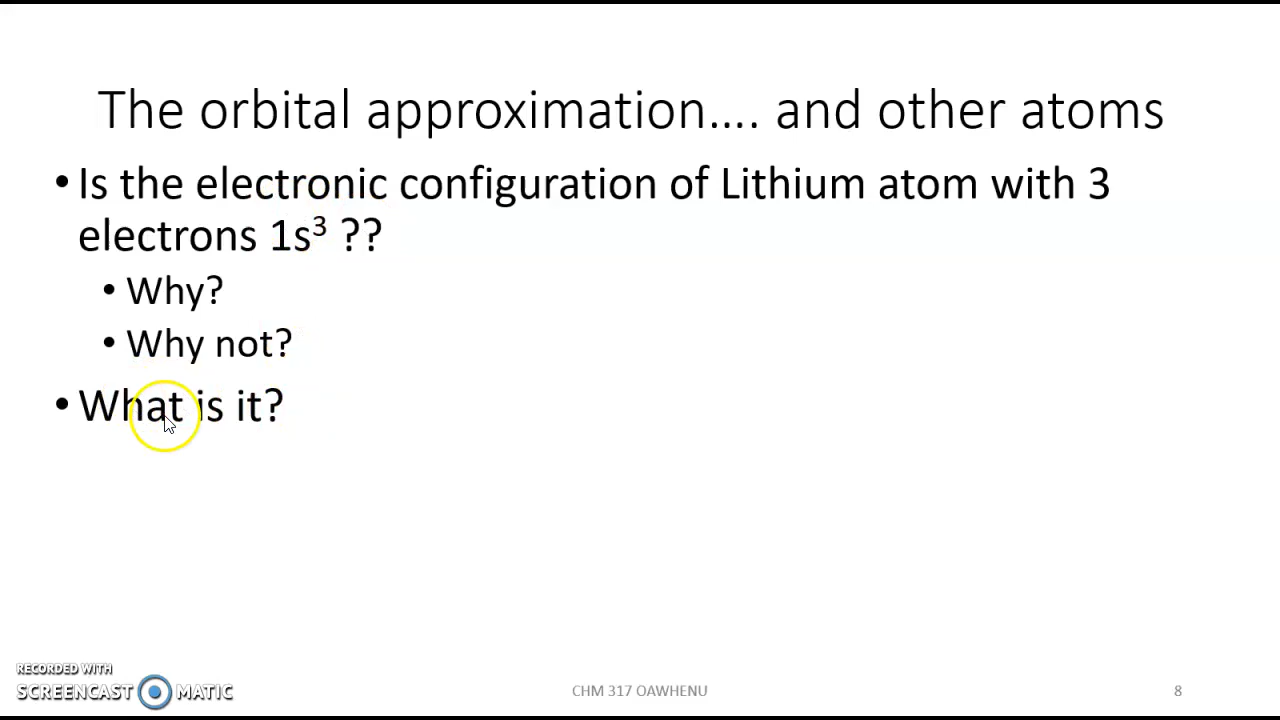 The orbital approximation.... and other atoms
• Is the electronic configuration of Lithium atom with 3
electrons 1s³ ??
• Why?
• Why not?
• What is it?
RECORDED WITH
SCREENCAST MATIC
CHM 317 OAWHENU
8